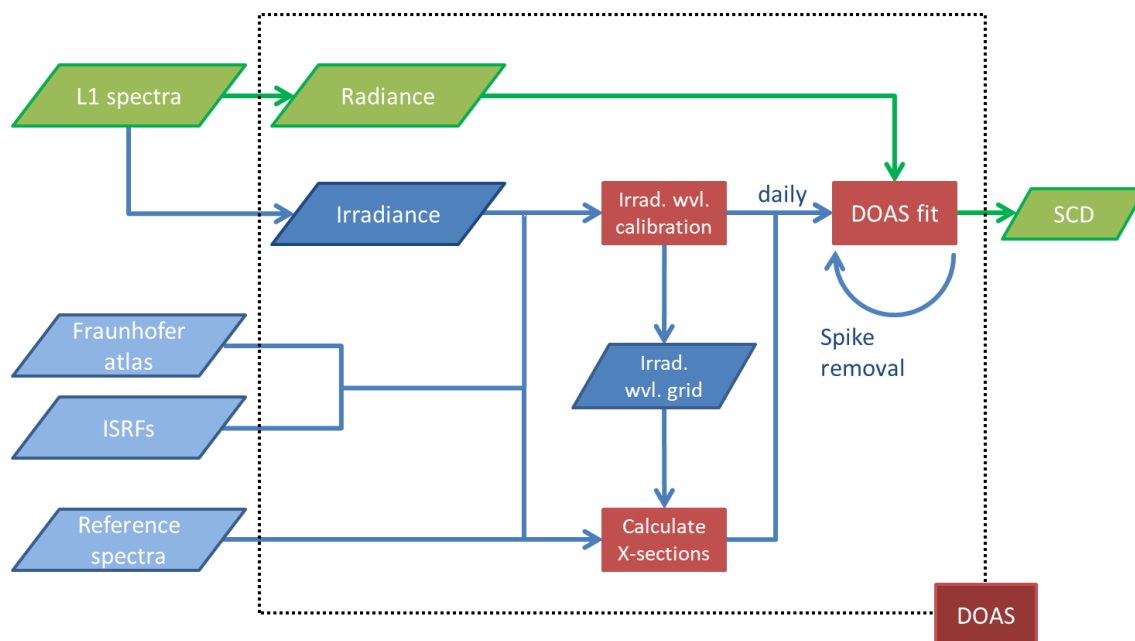 L1 spectra
Radiance
Irradiance
Irrad. wvl.
calibration
daily
DOAS fit
SCD
Fraunhofer
atlas
Irrad.
wvl. grid
Spike
removal
ISRFs
Reference
spectra
Calculate
X-sections
DOAS